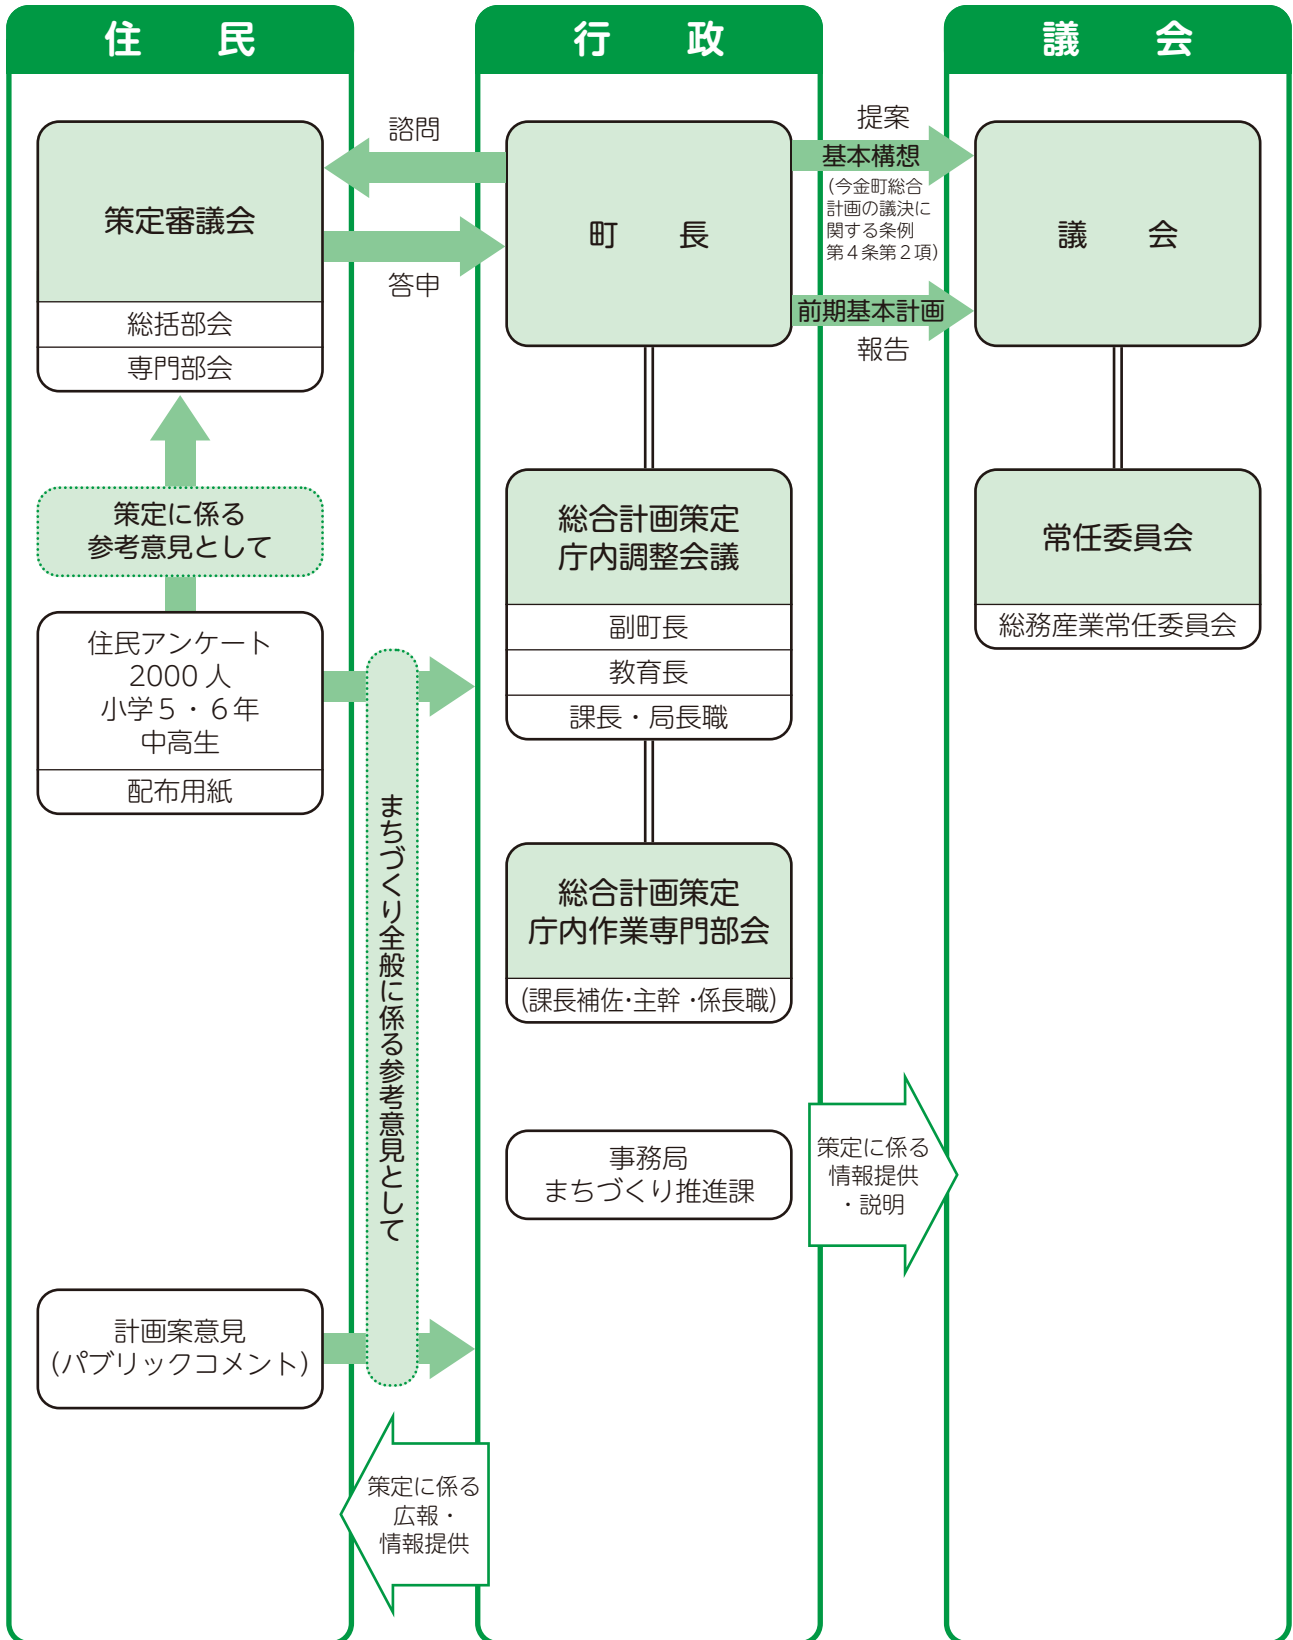 住　民
行　政
議　会
諮問
策定審議会
答申
総括部会
専門部会
町　長
提案
基本構想
(今金町総合
計画の議決に
関する条例
第４条第２項)
前期基本計画
報告
議　会
策定に係る
参考意見として
住民アンケート
2000 人
小学５・６年
中高生
配布用紙
まちづくり全般に係る参考意見として
総合計画策定
庁内調整会議
副町長
教育長
課長・局長職
常任委員会
総務産業常任委員会
総合計画策定
庁内作業専門部会
(課長補佐･主幹 ･係長職)
事務局
まちづくり推進課
策定に係る
情報提供
・説明
計画案意見
(パブリックコメント)
策定に係る
広報・
情報提供